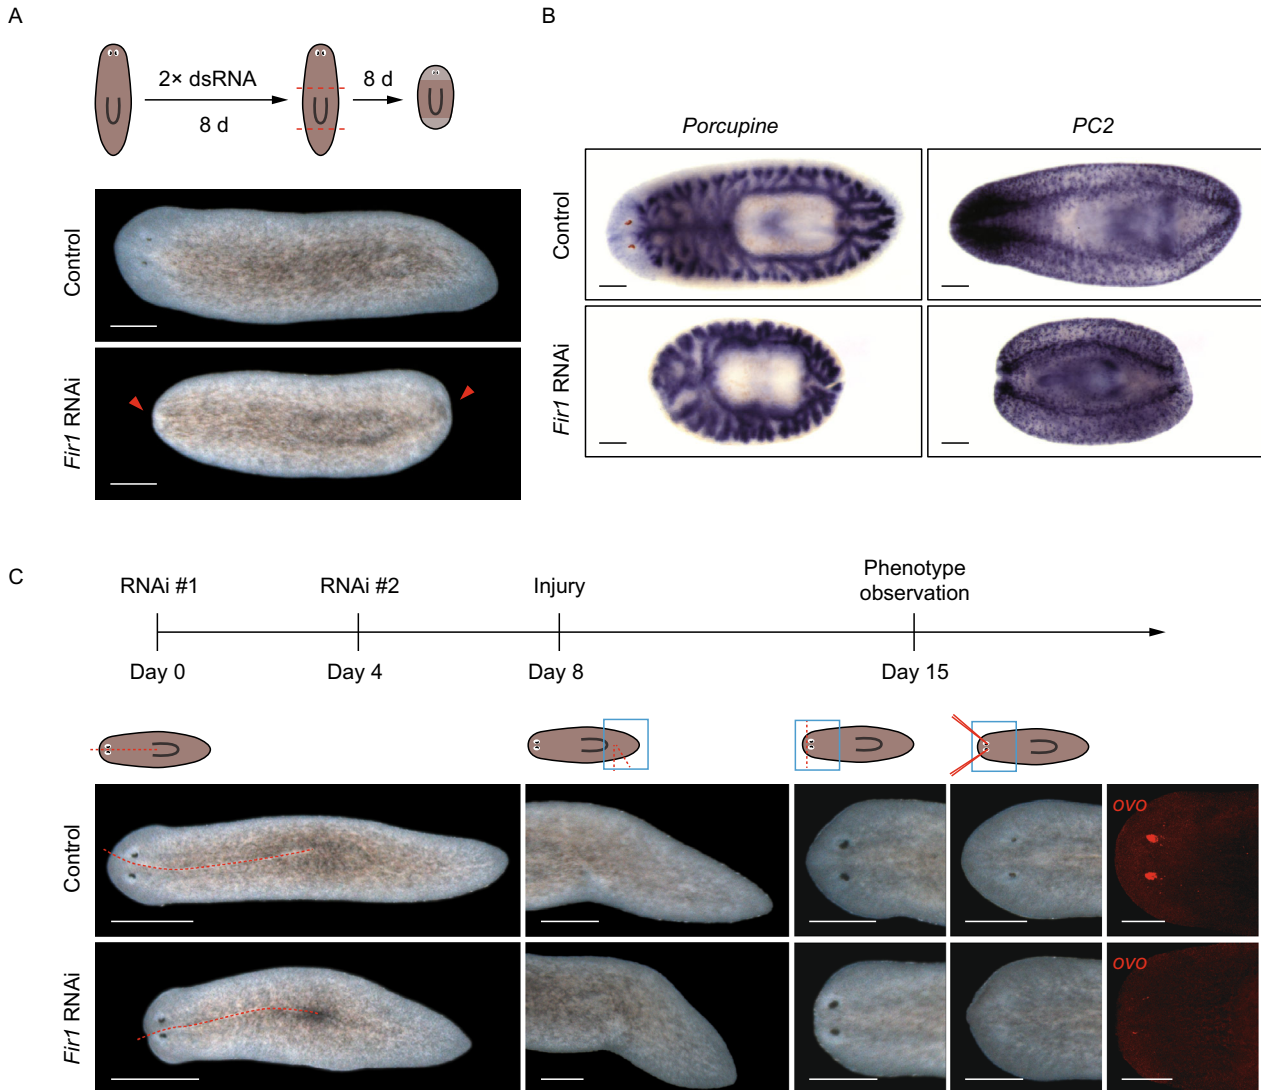 A
2× dsRNA
8 d
8 d
Control
Fir1 RNAi
B
Porcupine
PC2
Control
Fir1 RNAi
C
RNAi #1
RNAi #2
Injury
Phenotype
observation
Day 0
Day 4
Day 8
Day 15
Control
ovo
Fir1 RNAi
ovo